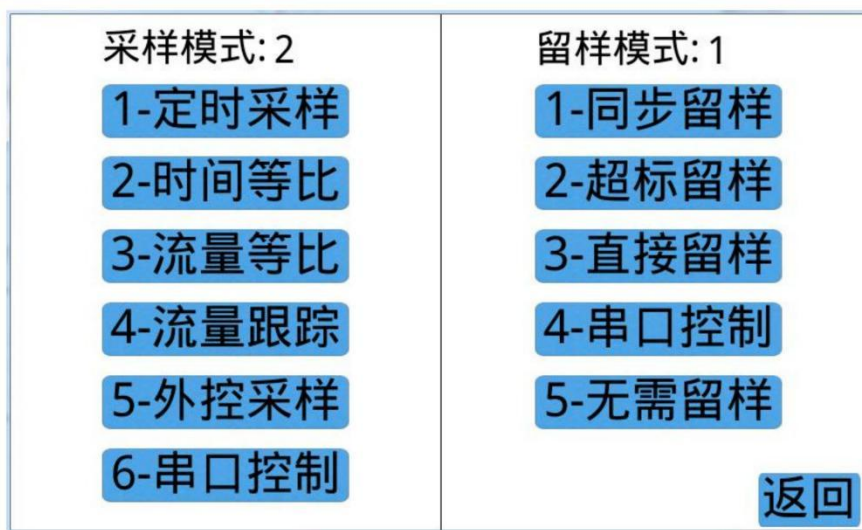 采样模式: 2
1-定时采样
2-时间等比
3-流量等比
4-流量跟踪
5-外控采样
6-串口控制
留样模式: 1
1-同步留样
2-超标留样
3-直接留样
4-串口控制
5-无需留样
返回